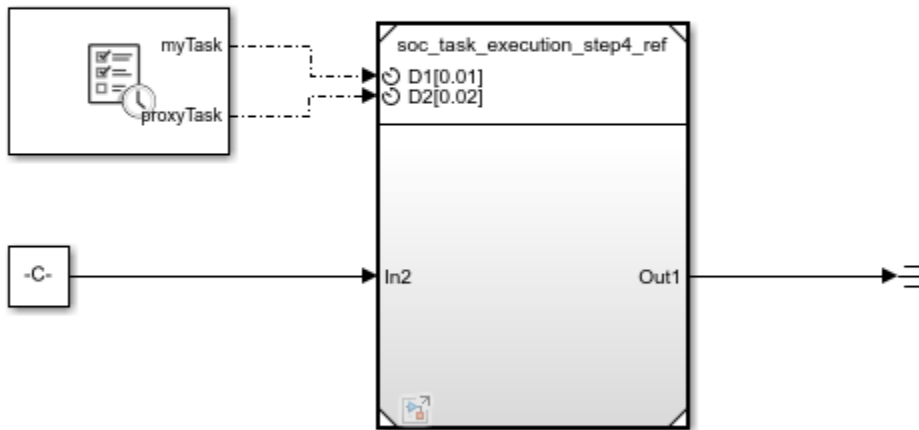 myTask
proxyTask
soc_task_execution_step4_ref
D1[0.01]
D2[0.02]
-C-
In2
Out1